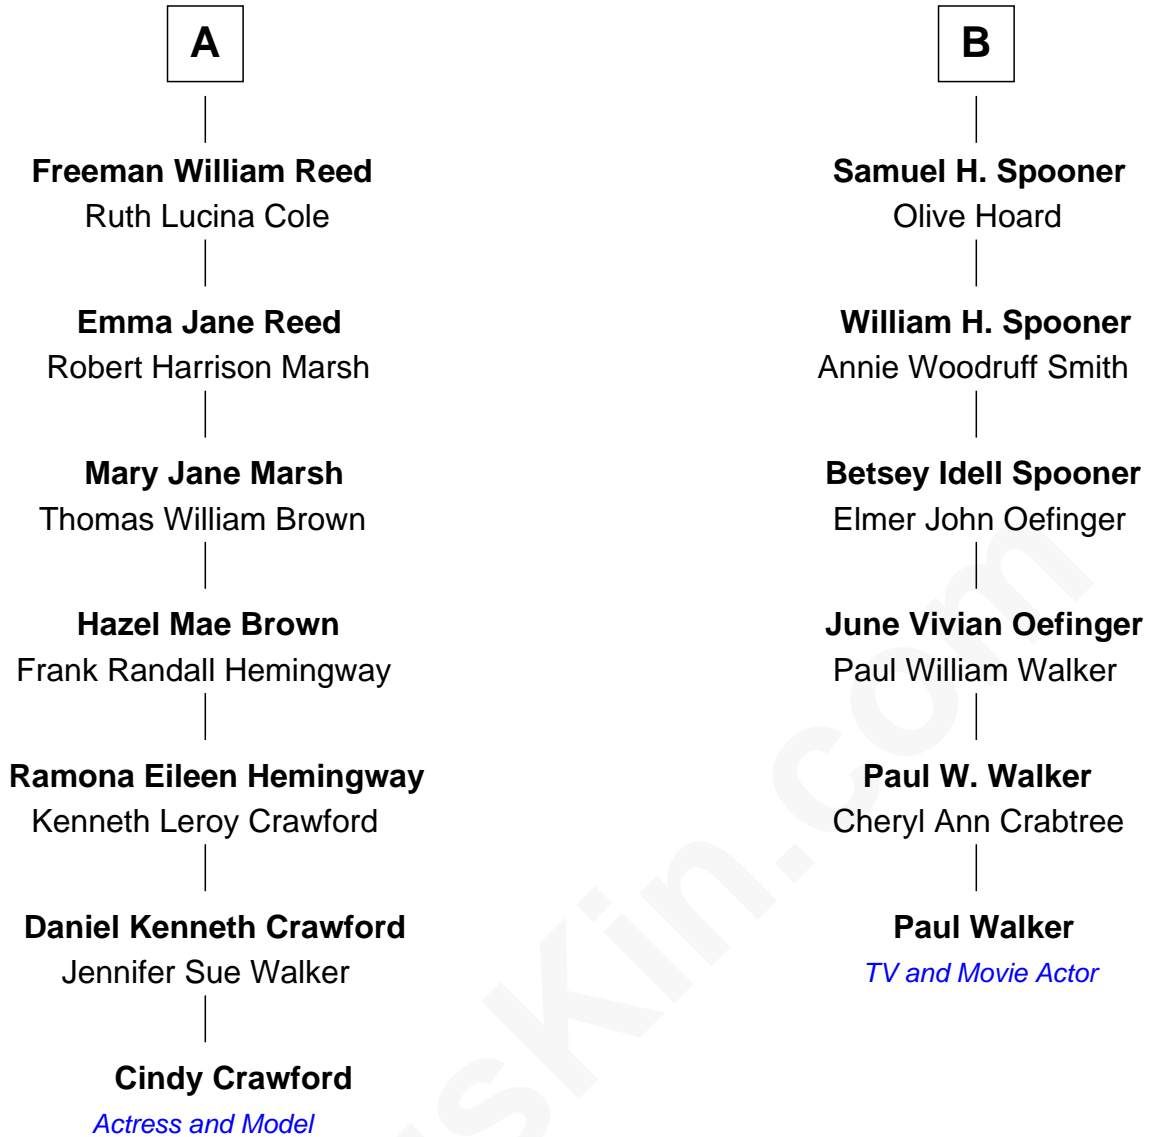 A
B
Freeman William Reed
Ruth Lucina Cole
Samuel H. Spooner
Olive Hoard
Emma Jane Reed
Robert Harrison Marsh
William H. Spooner
Annie Woodruff Smith
Mary Jane Marsh
Thomas William Brown
Betsey Idell Spooner
Elmer John Oefinger
Hazel Mae Brown
Frank Randall Hemingway
June Vivian Oefinger
Paul William Walker
Ramona Eileen Hemingway
Kenneth Leroy Crawford
Paul W. Walker
Cheryl Ann Crabtree
Daniel Kenneth Crawford
Jennifer Sue Walker
Paul Walker
TV and Movie Actor
Cindy Crawford
Actress and Model